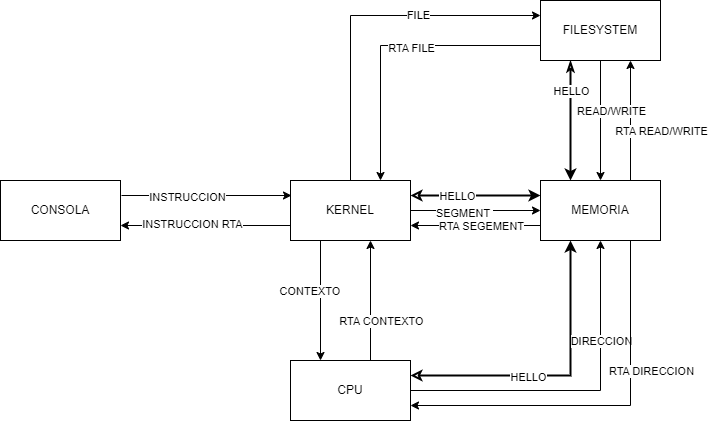 FILE
FILESYSTEM
RTA FILE
HELLO
READ/WRITE
RTA READ/WRITE
CONSOLA
INSTRUCCION
INSTRUCCION RTA
KERNEL
HELLO
SEGMENT
RTA SEGEMENT
MEMORIA
CONTEXTO
RTA CONTEXTO
DIRECCION
RTA DIRECCION
HELLO
CPU